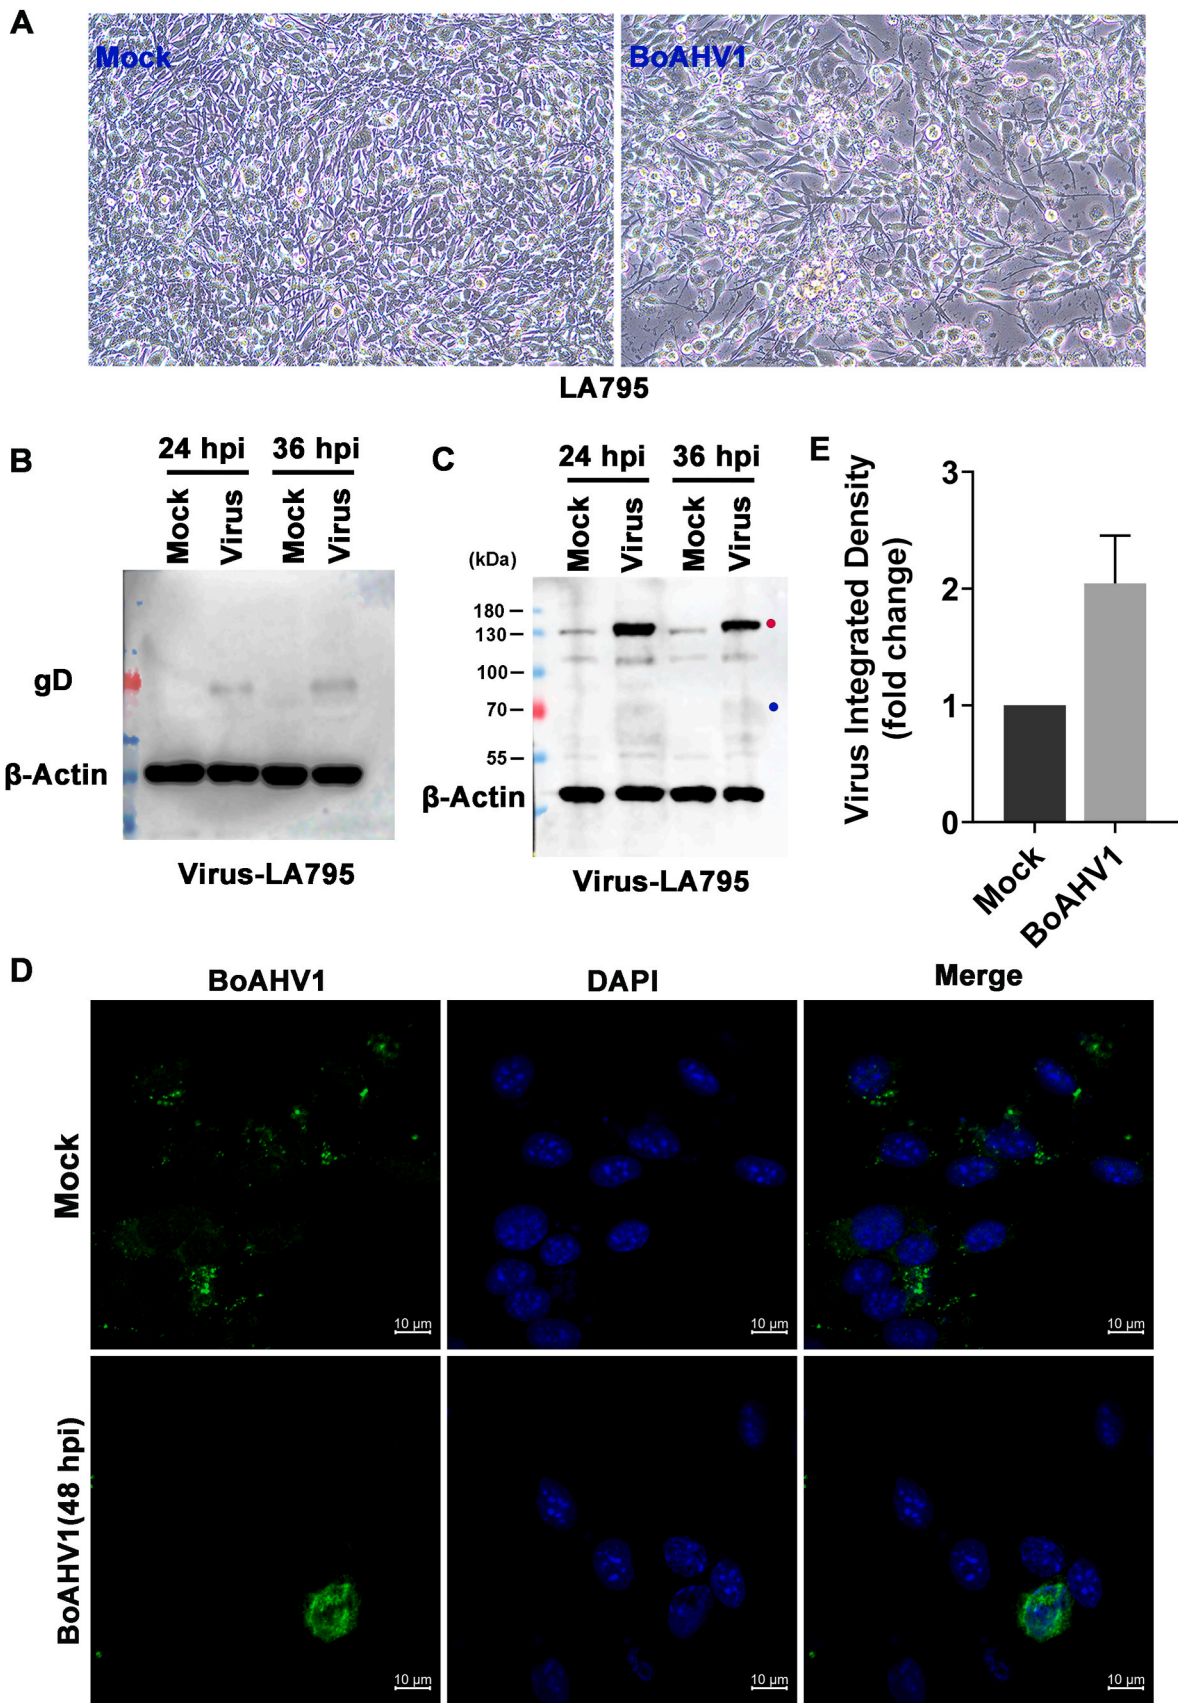 A
Mock
BoAHV1
LA795
B
24 hpi
36 hpi
Mock
Virus
Mock
Virus
gD
β-Actin
Virus-LA795
C
24 hpi
36 hpi
Mock
Virus
Mock
Virus
(kDa)
180
130
100
70
55
β-Actin
Virus-LA795
E
Virus Integrated Density
(fold change)
3
2
1
0
Mock
BoAHV1
D
BoAHV1
DAPI
Merge
Mock
10 µm
10 µm
10 µm
BoAHV1(48 hpi)
10 µm
10 µm
10 µm